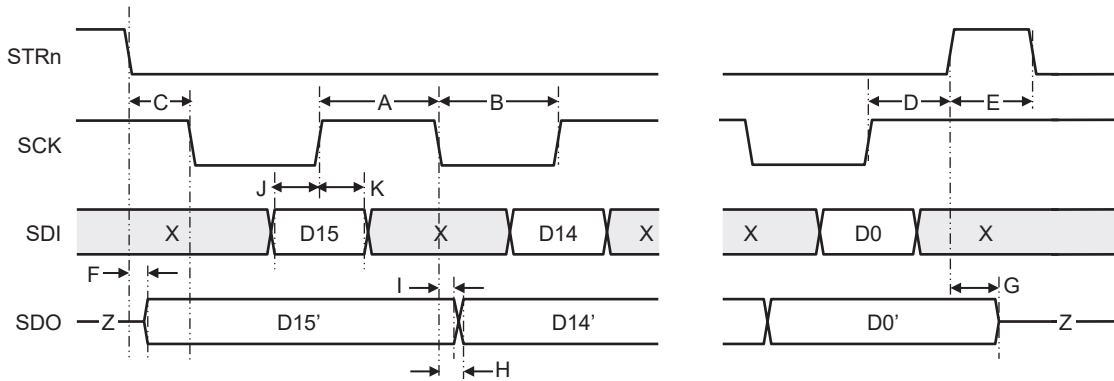 STRn
C A B D E
SCK
J K
SDI X D15 X D14 X X D0 X
F I G
SDO Z D15’ D14’ D0’ Z
H